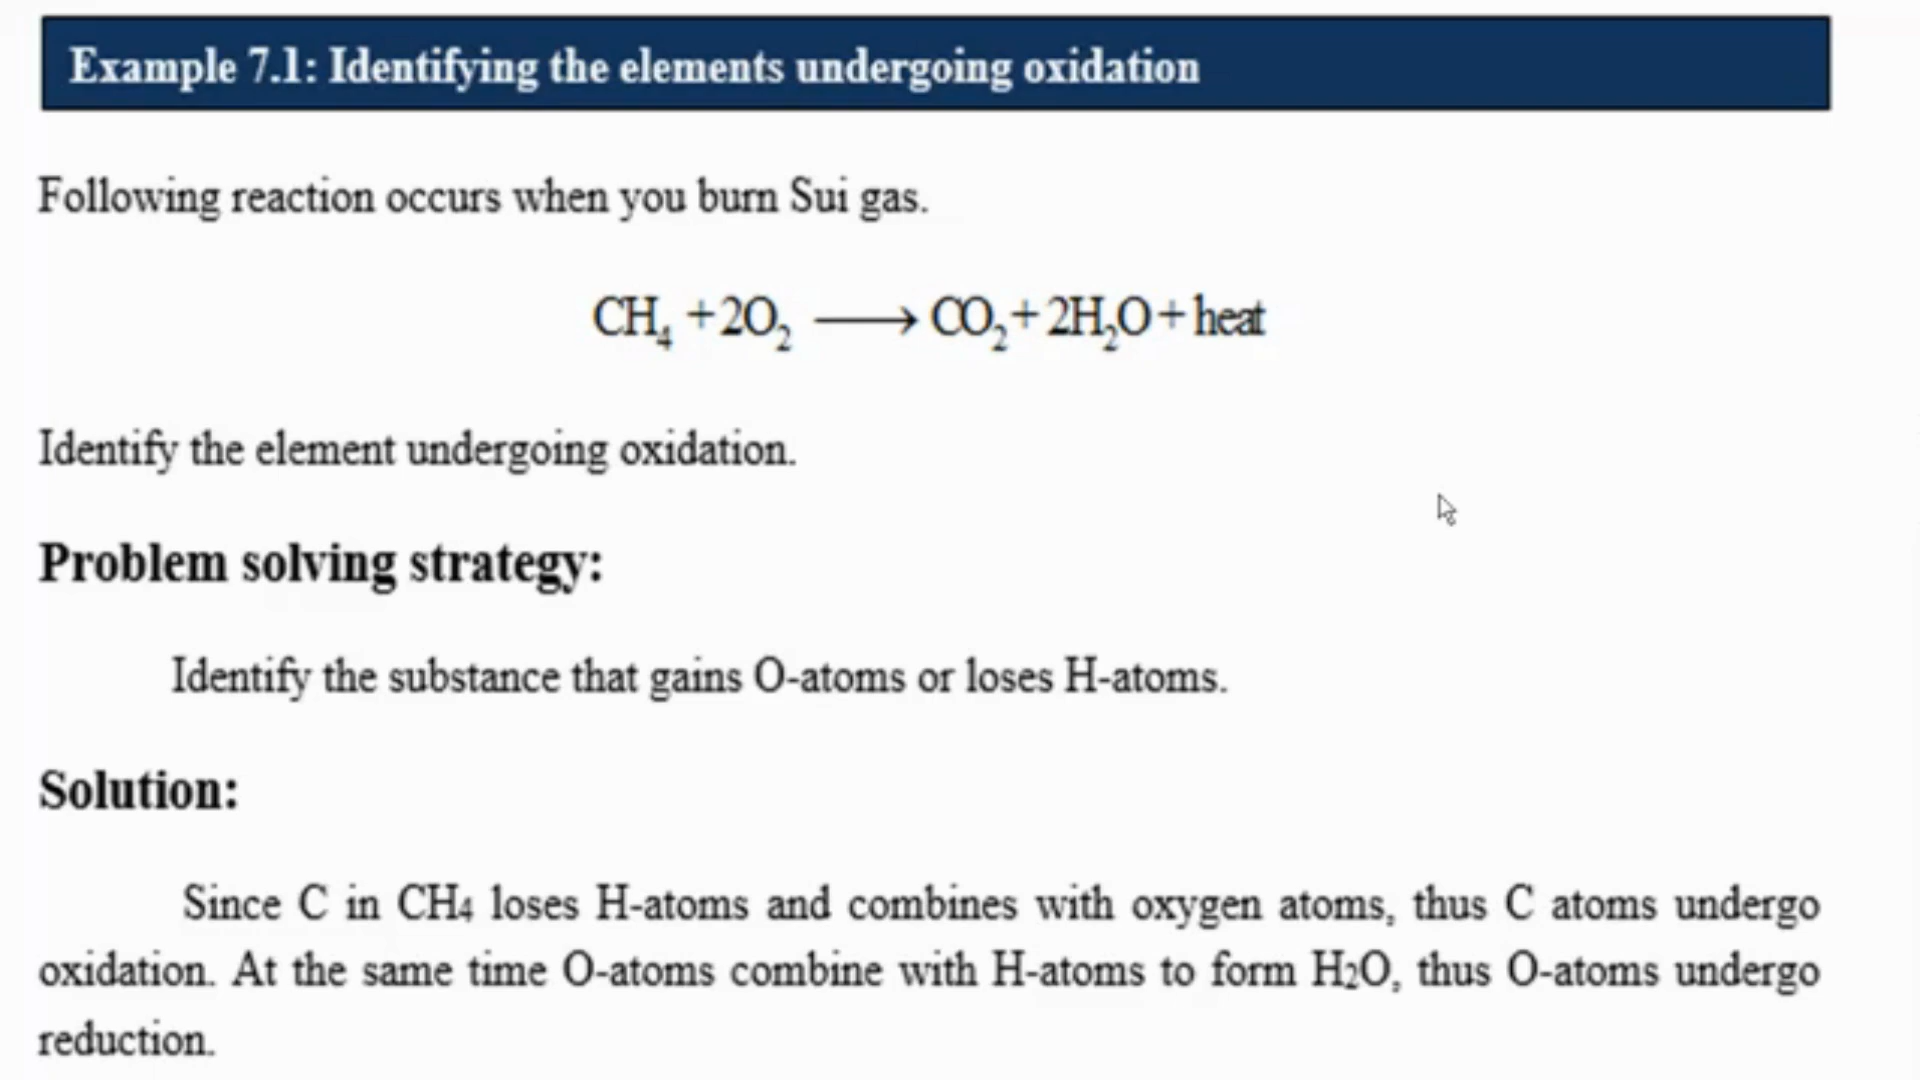 Example 7.1: Identifying the elements undergoing oxidation
Following reaction occurs when you burn Sui gas.
CH₄ +2O₂ ⟶ CO₂+2H₂O+heat
Identify the element undergoing oxidation.
Problem solving strategy:
Identify the substance that gains O-atoms or loses H-atoms.
Solution:
Since C in CH₄ loses H-atoms and combines with oxygen atoms, thus C atoms undergo
oxidation. At the same time O-atoms combine with H-atoms to form H₂O, thus O-atoms undergo
reduction.